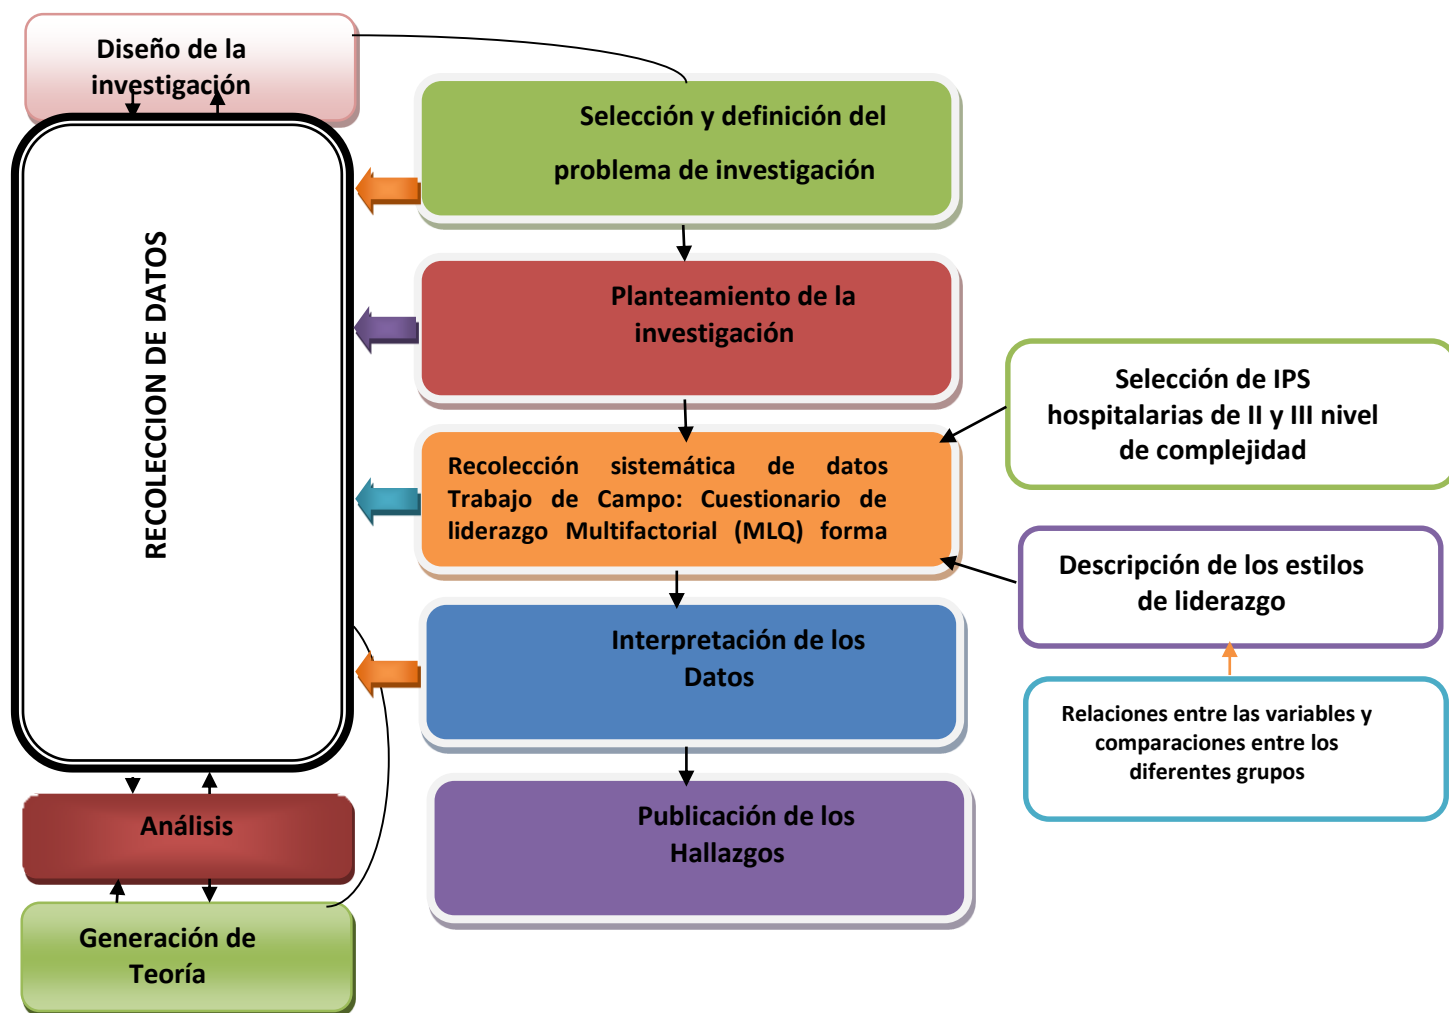 Diseño de la
investigación
Selección y definición del
problema de investigación
RECOLECCION DE DATOS
Planteamiento de la
investigación
Selección de IPS
hospitalarias de II y III nivel
de complejidad
Recolección sistemática de datos
Trabajo de Campo: Cuestionario de
liderazgo Multifactorial (MLQ) forma
Descripción de los estilos
de liderazgo
Interpretación de los
Datos
Relaciones entre las variables y
comparaciones entre los
diferentes grupos
Análisis
Publicación de los
Hallazgos
Generación de
Teoría